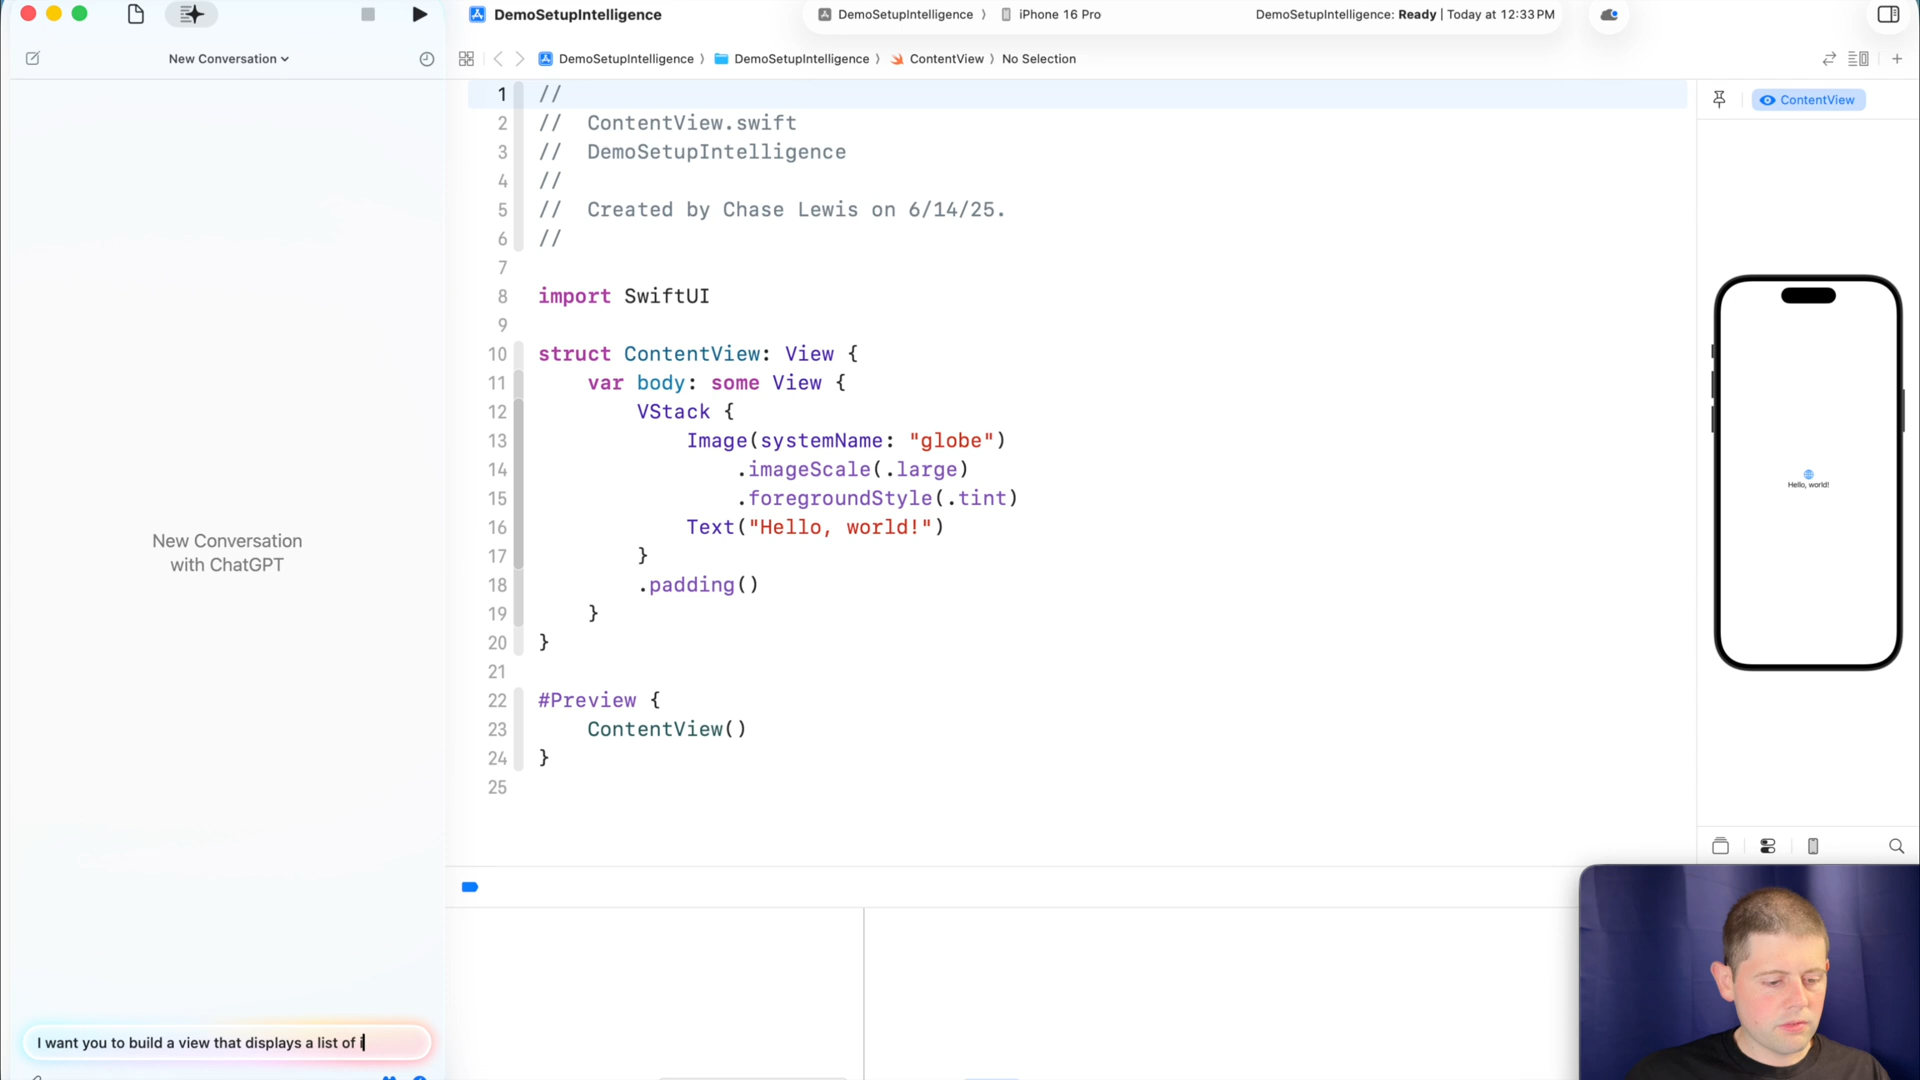 DemoSetupIntelligence
DemoSetupIntelligence 〉 iPhone 16 Pro
DemoSetupIntelligence: Ready | Today at 12:33 PM
New Conversation
DemoSetupIntelligence 〉 DemoSetupIntelligence 〉 ContentView 〉 No Selection
ContentView
1 //
2 //  ContentView.swift
3 //  DemoSetupIntelligence
4 //
5 //  Created by Chase Lewis on 6/14/25.
6 //
7
8 import SwiftUI
9
10 struct ContentView: View {
11     var body: some View {
12         VStack {
13             Image(systemName: "globe")
14                 .imageScale(.large)
15                 .foregroundStyle(.tint)
16             Text("Hello, world!")
17         }
18         .padding()
19     }
20 }
21
22 #Preview {
23     ContentView()
24 }
25
Hello, world!
New Conversation
with ChatGPT
I want you to build a view that displays a list of i